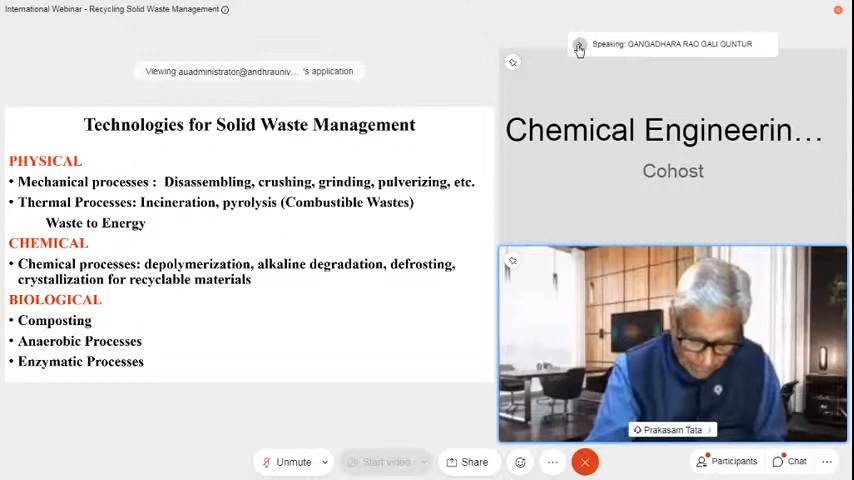 International Webinar - Recycling Solid Waste Management
Speaking: GANGADHARA RAO GALI GUNTUR
Viewing auadministrator@andhrauniv... 's application
Technologies for Solid Waste Management
PHYSICAL
• Mechanical processes : Disassembling, crushing, grinding, pulverizing, etc.
• Thermal Processes: Incineration, pyrolysis (Combustible Wastes)
Waste to Energy
CHEMICAL
• Chemical processes: depolymerization, alkaline degradation, defrosting,
crystallization for recyclable materials
BIOLOGICAL
• Composting
• Anaerobic Processes
• Enzymatic Processes
Chemical Engineerin...
Cohost
Prakasam Tata
Unmute
Start video
Share
Participants
Chat